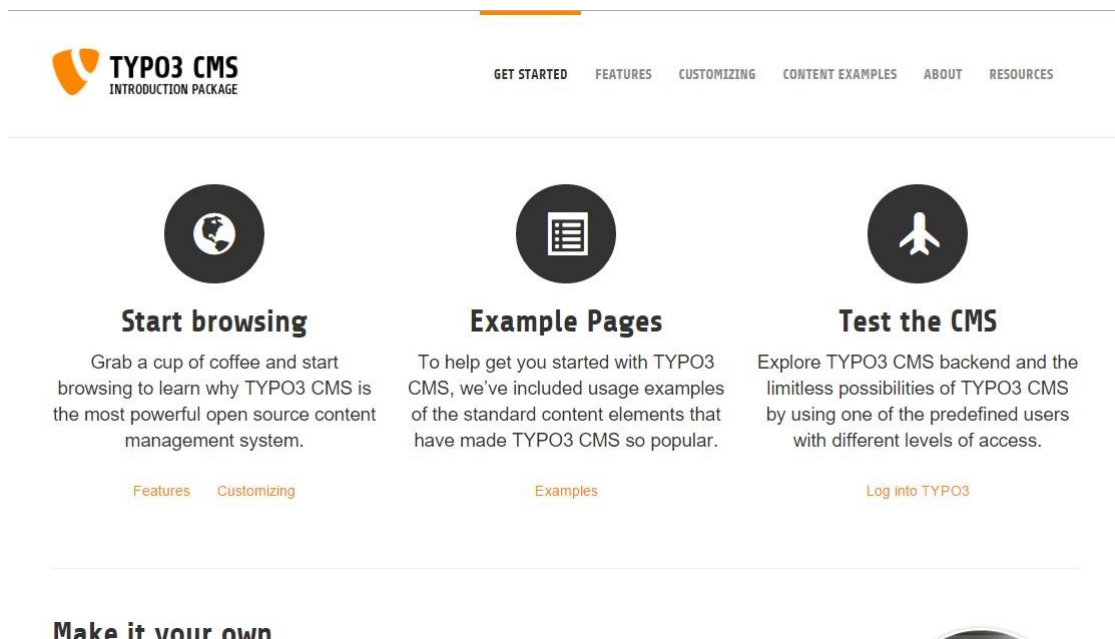 TYPO3 CMS
INTRODUCTION PACKAGE
GET STARTED FEATURES CUSTOMIZING CONTENT EXAMPLES ABOUT RESOURCES
Start browsing
Grab a cup of coffee and start
browsing to learn why TYPO3 CMS is
the most powerful open source content
management system.
Features Customizing
Example Pages
To help get you started with TYPO3
CMS, we've included usage examples
of the standard content elements that
have made TYPO3 CMS so popular.
Examples
Test the CMS
Explore TYPO3 CMS backend and the
limitless possibilities of TYPO3 CMS
by using one of the predefined users
with different levels of access.
Log into TYPO3
Make it your own